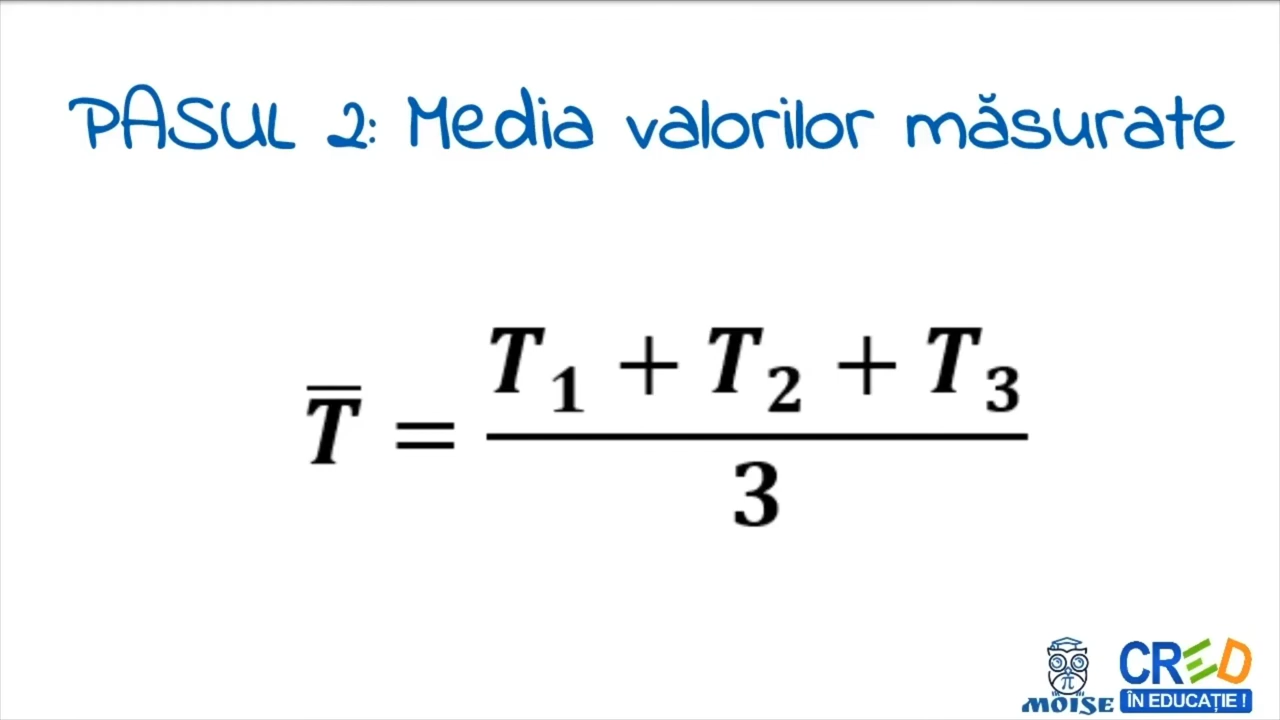 PASUL 2: Media valorilor măsurate
T̅ = (T₁ + T₂ + T₃) / 3
π
MOISE
CRED
ÎN EDUCAȚIE !